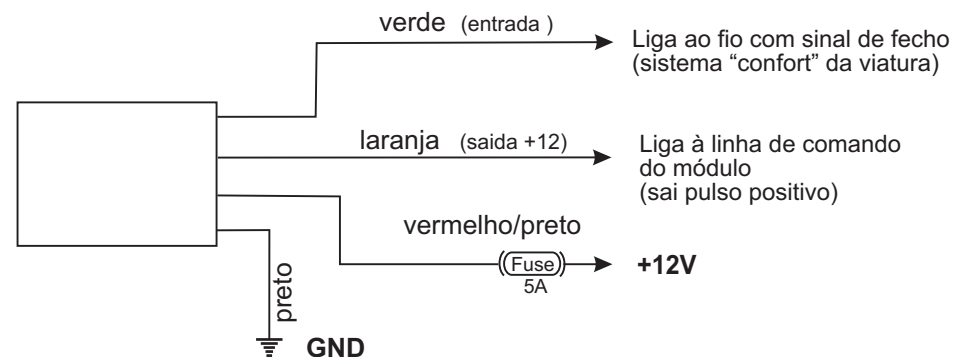 verde (entrada )
Liga ao fio com sinal de fecho
(sistema “confort” da viatura)
laranja (saida +12)
Liga à linha de comando
do módulo
(sai pulso positivo)
vermelho/preto
Fuse
5A
+12V
preto
GND